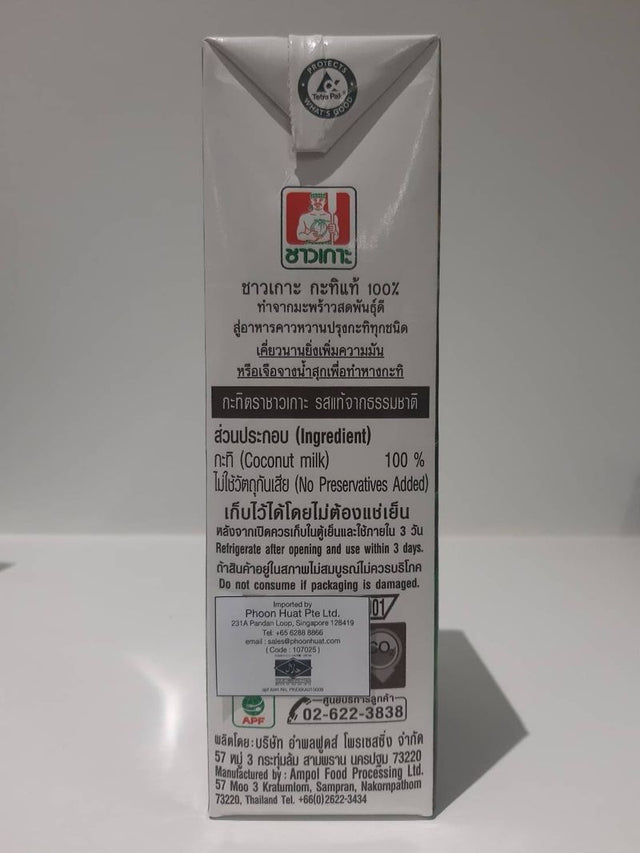 PROTECTS
Tetra Pak
WHAT'S GOOD
ชาวเกาะ
ชาวเกาะ กะทิแท้ 100%
ทำจากมะพร้าวสดพันธุ์ดี
สู่อาหารคาวหวานปรุงกะทิทุกชนิด
เคี่ยวนานยิ่งเพิ่มความมัน
หรือเจือจางน้ำสุกเพื่อทำหางกะทิ
กะทิตราชาวเกาะ รสแท้จากธรรมชาติ
ส่วนประกอบ (Ingredient)
กะทิ (Coconut milk) 100 %
ไม่ใช้วัตถุกันเสีย (No Preservatives Added)
เก็บไว้ได้โดยไม่ต้องแช่เย็น
หลังจากเปิดควรเก็บในตู้เย็นและใช้ภายใน 3 วัน
Refrigerate after opening and use within 3 days.
ถ้าสินค้าอยู่ในสภาพไม่สมบูรณ์ไม่ควรบริโภค
Do not consume if packaging is damaged.
Imported by
Phoon Huat Pte Ltd.
231A Pandan Loop, Singapore 128419
Tel: +65 6288 8866
email : sales@phoonhuat.com
( Code : 107025 )
APF
ศูนย์บริการลูกค้า
02-622-3838
ผลิตโดย: บริษัท อำพลฟูดส์ โพรเซสซิ่ง จำกัด
57 หมู่ 3 กระทุ่มล้ม สามพราน นครปฐม 73220
Manufactured by : Ampol Food Processing Ltd.
57 Moo 3 Kratumlom, Sampran, Nakornpathom
73220, Thailand Tel. +66(0)2622-3434